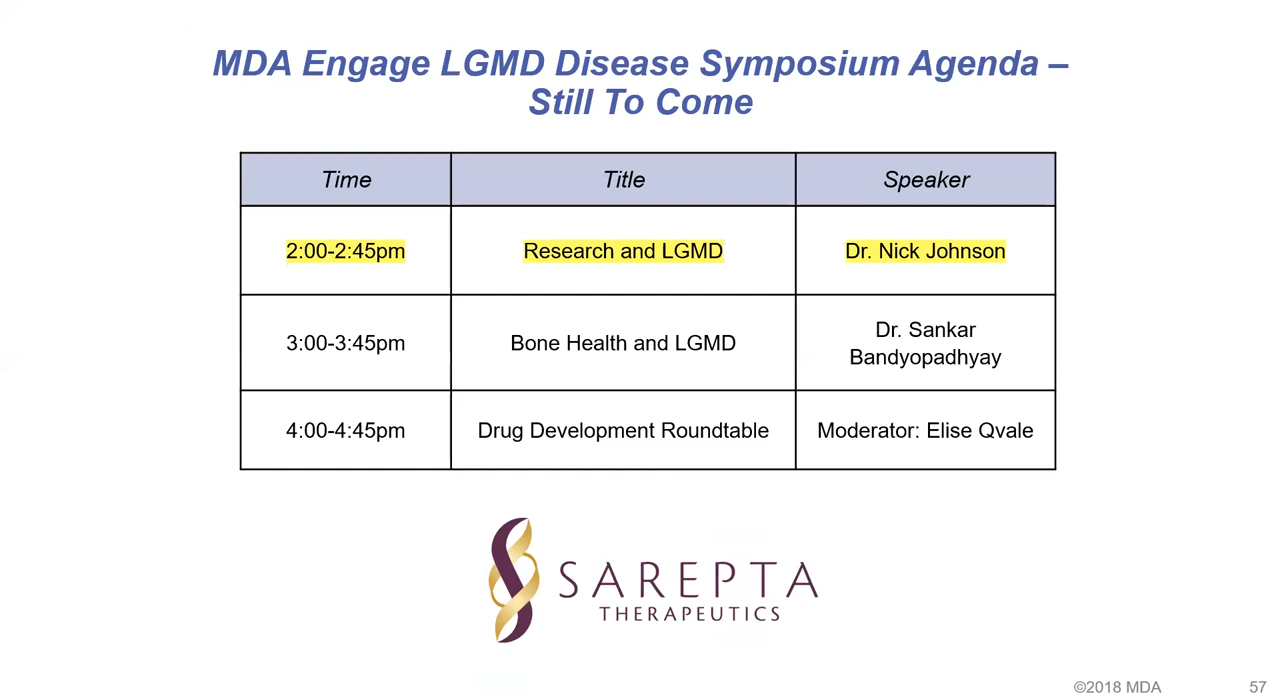 MDA Engage LGMD Disease Symposium Agenda –
Still To Come
Time Title Speaker
2:00-2:45pm Research and LGMD Dr. Nick Johnson
3:00-3:45pm Bone Health and LGMD Dr. Sankar
Bandyopadhyay
4:00-4:45pm Drug Development Roundtable Moderator: Elise Qvale
SAREPTA
THERAPEUTICS
©2018 MDA 57